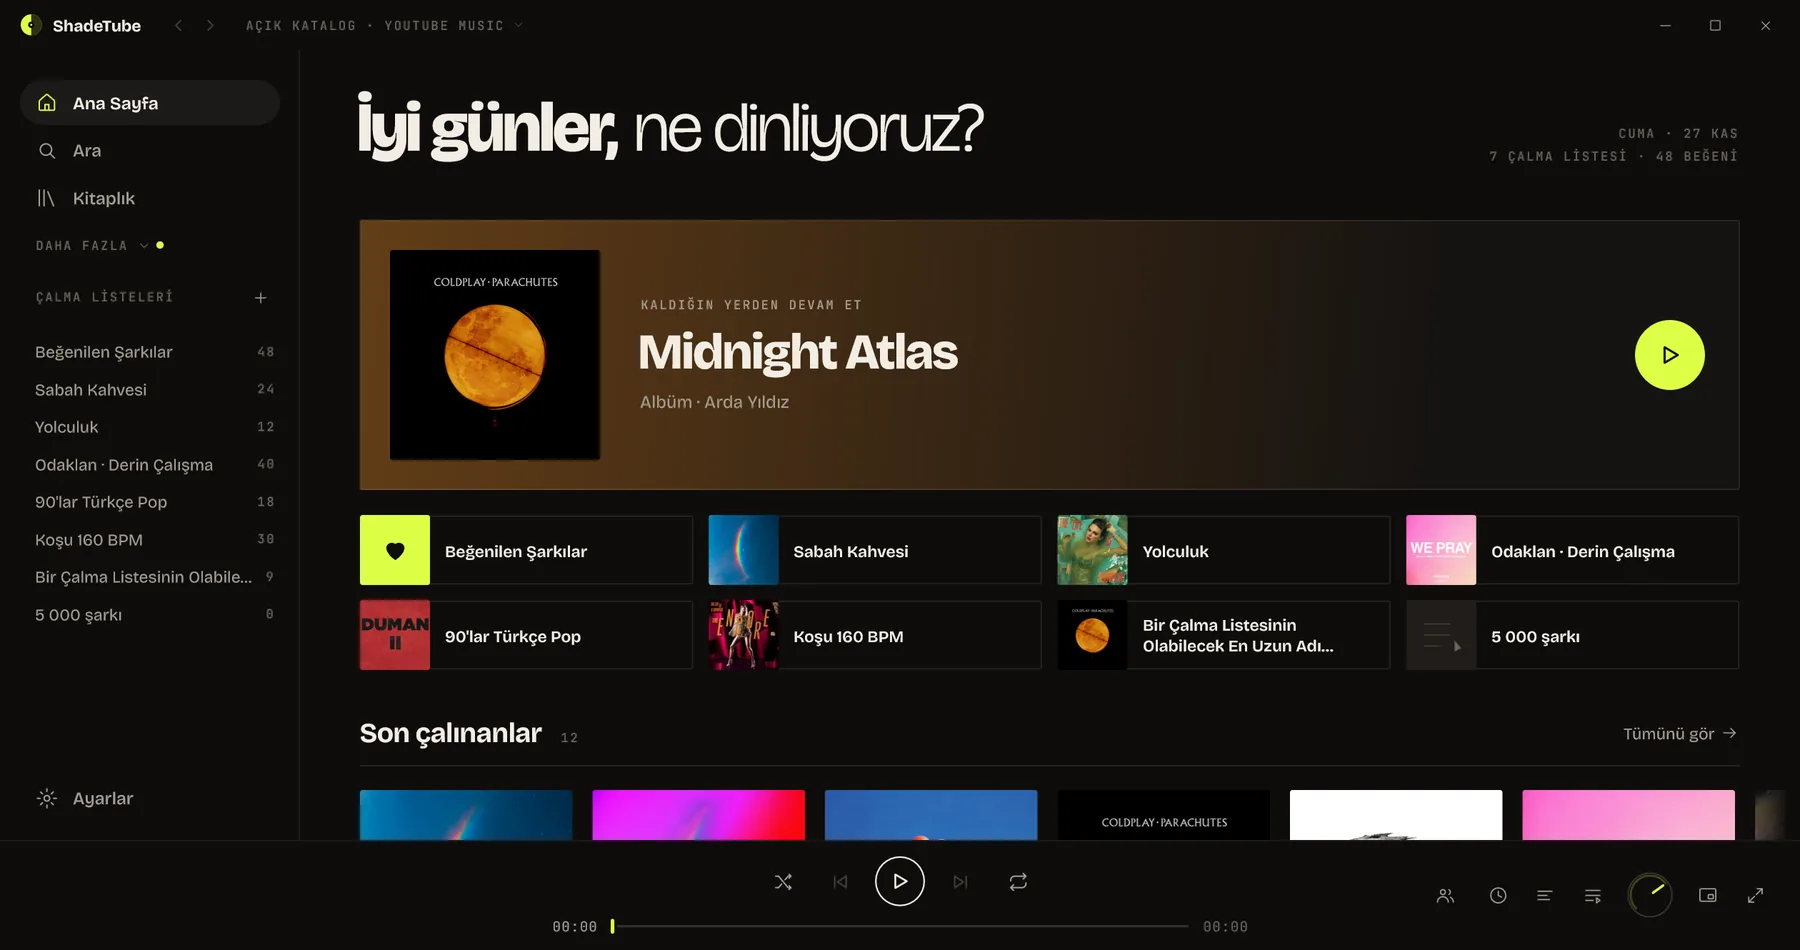 ShadeTube
AÇIK KATALOG · YOUTUBE MUSIC
Ana Sayfa
Ara
Kitaplık
DAHA FAZLA
ÇALMA LİSTELERİ
Beğenilen Şarkılar 48
Sabah Kahvesi 24
Yolculuk 12
Odaklan · Derin Çalışma 40
90'lar Türkçe Pop 18
Koşu 160 BPM 30
Bir Çalma Listesinin Olabile... 9
5 000 şarkı 0
Ayarlar
İyi günler, ne dinliyoruz?
CUMA · 27 KAS
7 ÇALMA LİSTESİ · 48 BEĞENİ
COLDPLAY·PARACHUTES
KALDIĞIN YERDEN DEVAM ET
Midnight Atlas
Albüm · Arda Yıldız
Beğenilen Şarkılar
Sabah Kahvesi
Yolculuk
WE PRAY
Odaklan · Derin Çalışma
DUMAN
II
90'lar Türkçe Pop
ENCORE
Koşu 160 BPM
COLDPLAY·PARACHUTES
Bir Çalma Listesinin
Olabilecek En Uzun Adı...
5 000 şarkı
Son çalınanlar 12
Tümünü gör
COLDPLAY·PARACHUTES
00:00
00:00